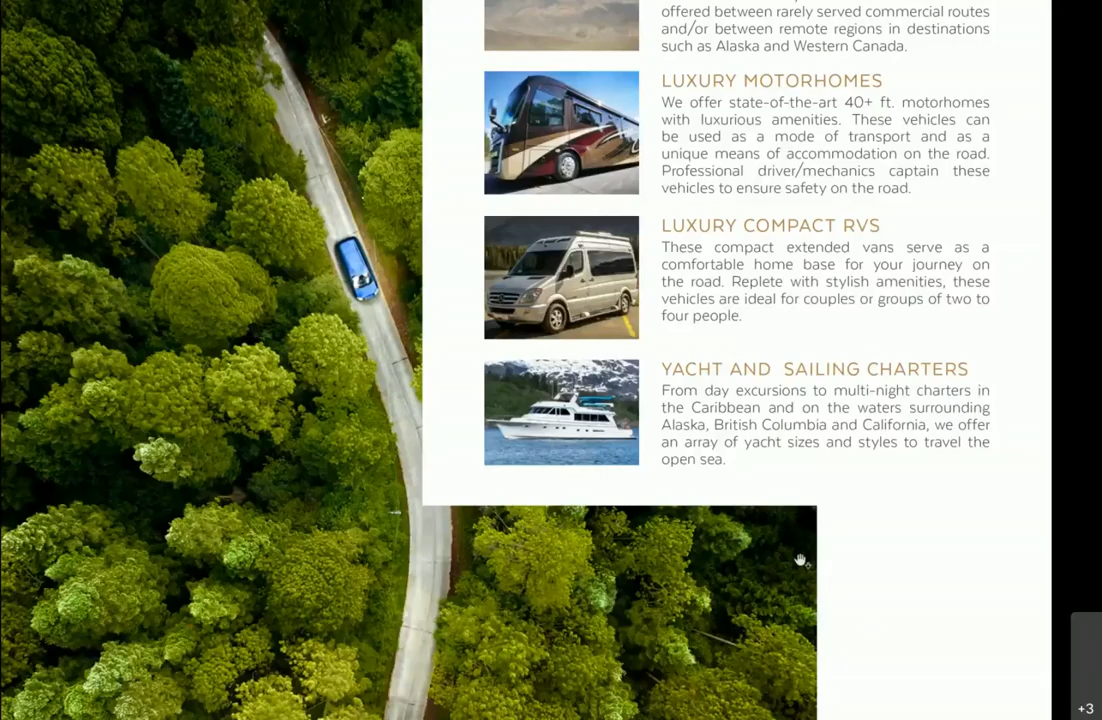 offered between rarely served commercial routes
and/or between remote regions in destinations
such as Alaska and Western Canada.
LUXURY MOTORHOMES
We offer state-of-the-art 40+ ft. motorhomes
with luxurious amenities. These vehicles can
be used as a mode of transport and as a
unique means of accommodation on the road.
Professional driver/mechanics captain these
vehicles to ensure safety on the road.
LUXURY COMPACT RVS
These compact extended vans serve as a
comfortable home base for your journey on
the road. Replete with stylish amenities, these
vehicles are ideal for couples or groups of two to
four people.
YACHT AND SAILING CHARTERS
From day excursions to multi-night charters in
the Caribbean and on the waters surrounding
Alaska, British Columbia and California, we offer
an array of yacht sizes and styles to travel the
open sea.
+3